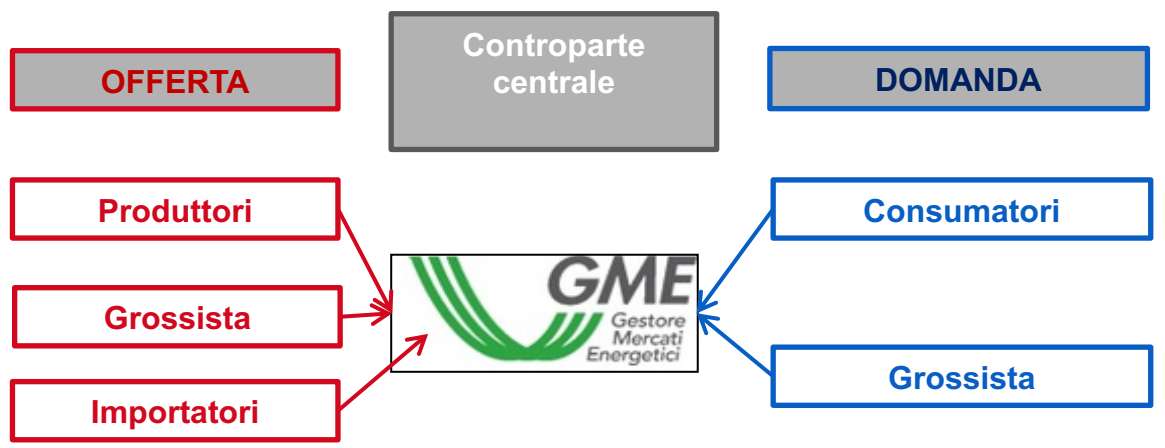 OFFERTA
Controparte
centrale
DOMANDA
Produttori
Grossista
Importatori
GME
Gestore
Mercati
Energetici
Consumatori
Grossista